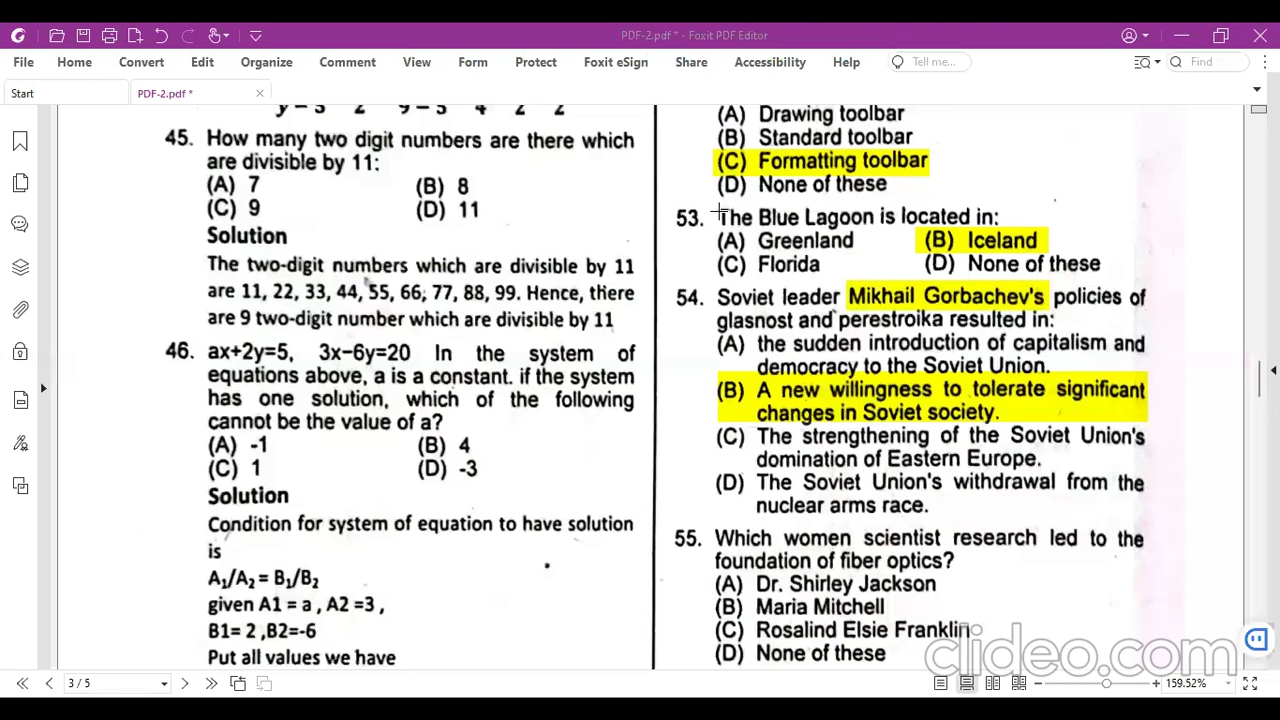 PDF-2.pdf * - Foxit PDF Editor
File Home Convert Edit Organize Comment View Form Protect Foxit eSign Share Accessibility Help Tell me... Find
Start PDF-2.pdf *
45. How many two digit numbers are there which
are divisible by 11:
(A) 7 (B) 8
(C) 9 (D) 11
Solution
The two-digit numbers which are divisible by 11
are 11, 22, 33, 44, 55, 66, 77, 88, 99. Hence, there
are 9 two-digit number which are divisible by 11
46. ax+2y=5, 3x−6y=20 In the system of
equations above, a is a constant. if the system
has one solution, which of the following
cannot be the value of a?
(A) -1 (B) 4
(C) 1 (D) -3
Solution
Condition for system of equation to have solution
is
A₁/A₂ = B₁/B₂
given A1 = a , A2 =3 ,
B1= 2 ,B2=-6
Put all values we have
(A) Drawing toolbar
(B) Standard toolbar
(C) Formatting toolbar
(D) None of these
53. The Blue Lagoon is located in:
(A) Greenland (B) Iceland
(C) Florida (D) None of these
54. Soviet leader Mikhail Gorbachev's policies of
glasnost and perestroika resulted in:
(A) the sudden introduction of capitalism and
democracy to the Soviet Union.
(B) A new willingness to tolerate significant
changes in Soviet society.
(C) The strengthening of the Soviet Union's
domination of Eastern Europe.
(D) The Soviet Union's withdrawal from the
nuclear arms race.
55. Which women scientist research led to the
foundation of fiber optics?
(A) Dr. Shirley Jackson
(B) Maria Mitchell
(C) Rosalind Elsie Franklin
(D) None of these
clideo.com
3 / 5 159.52%